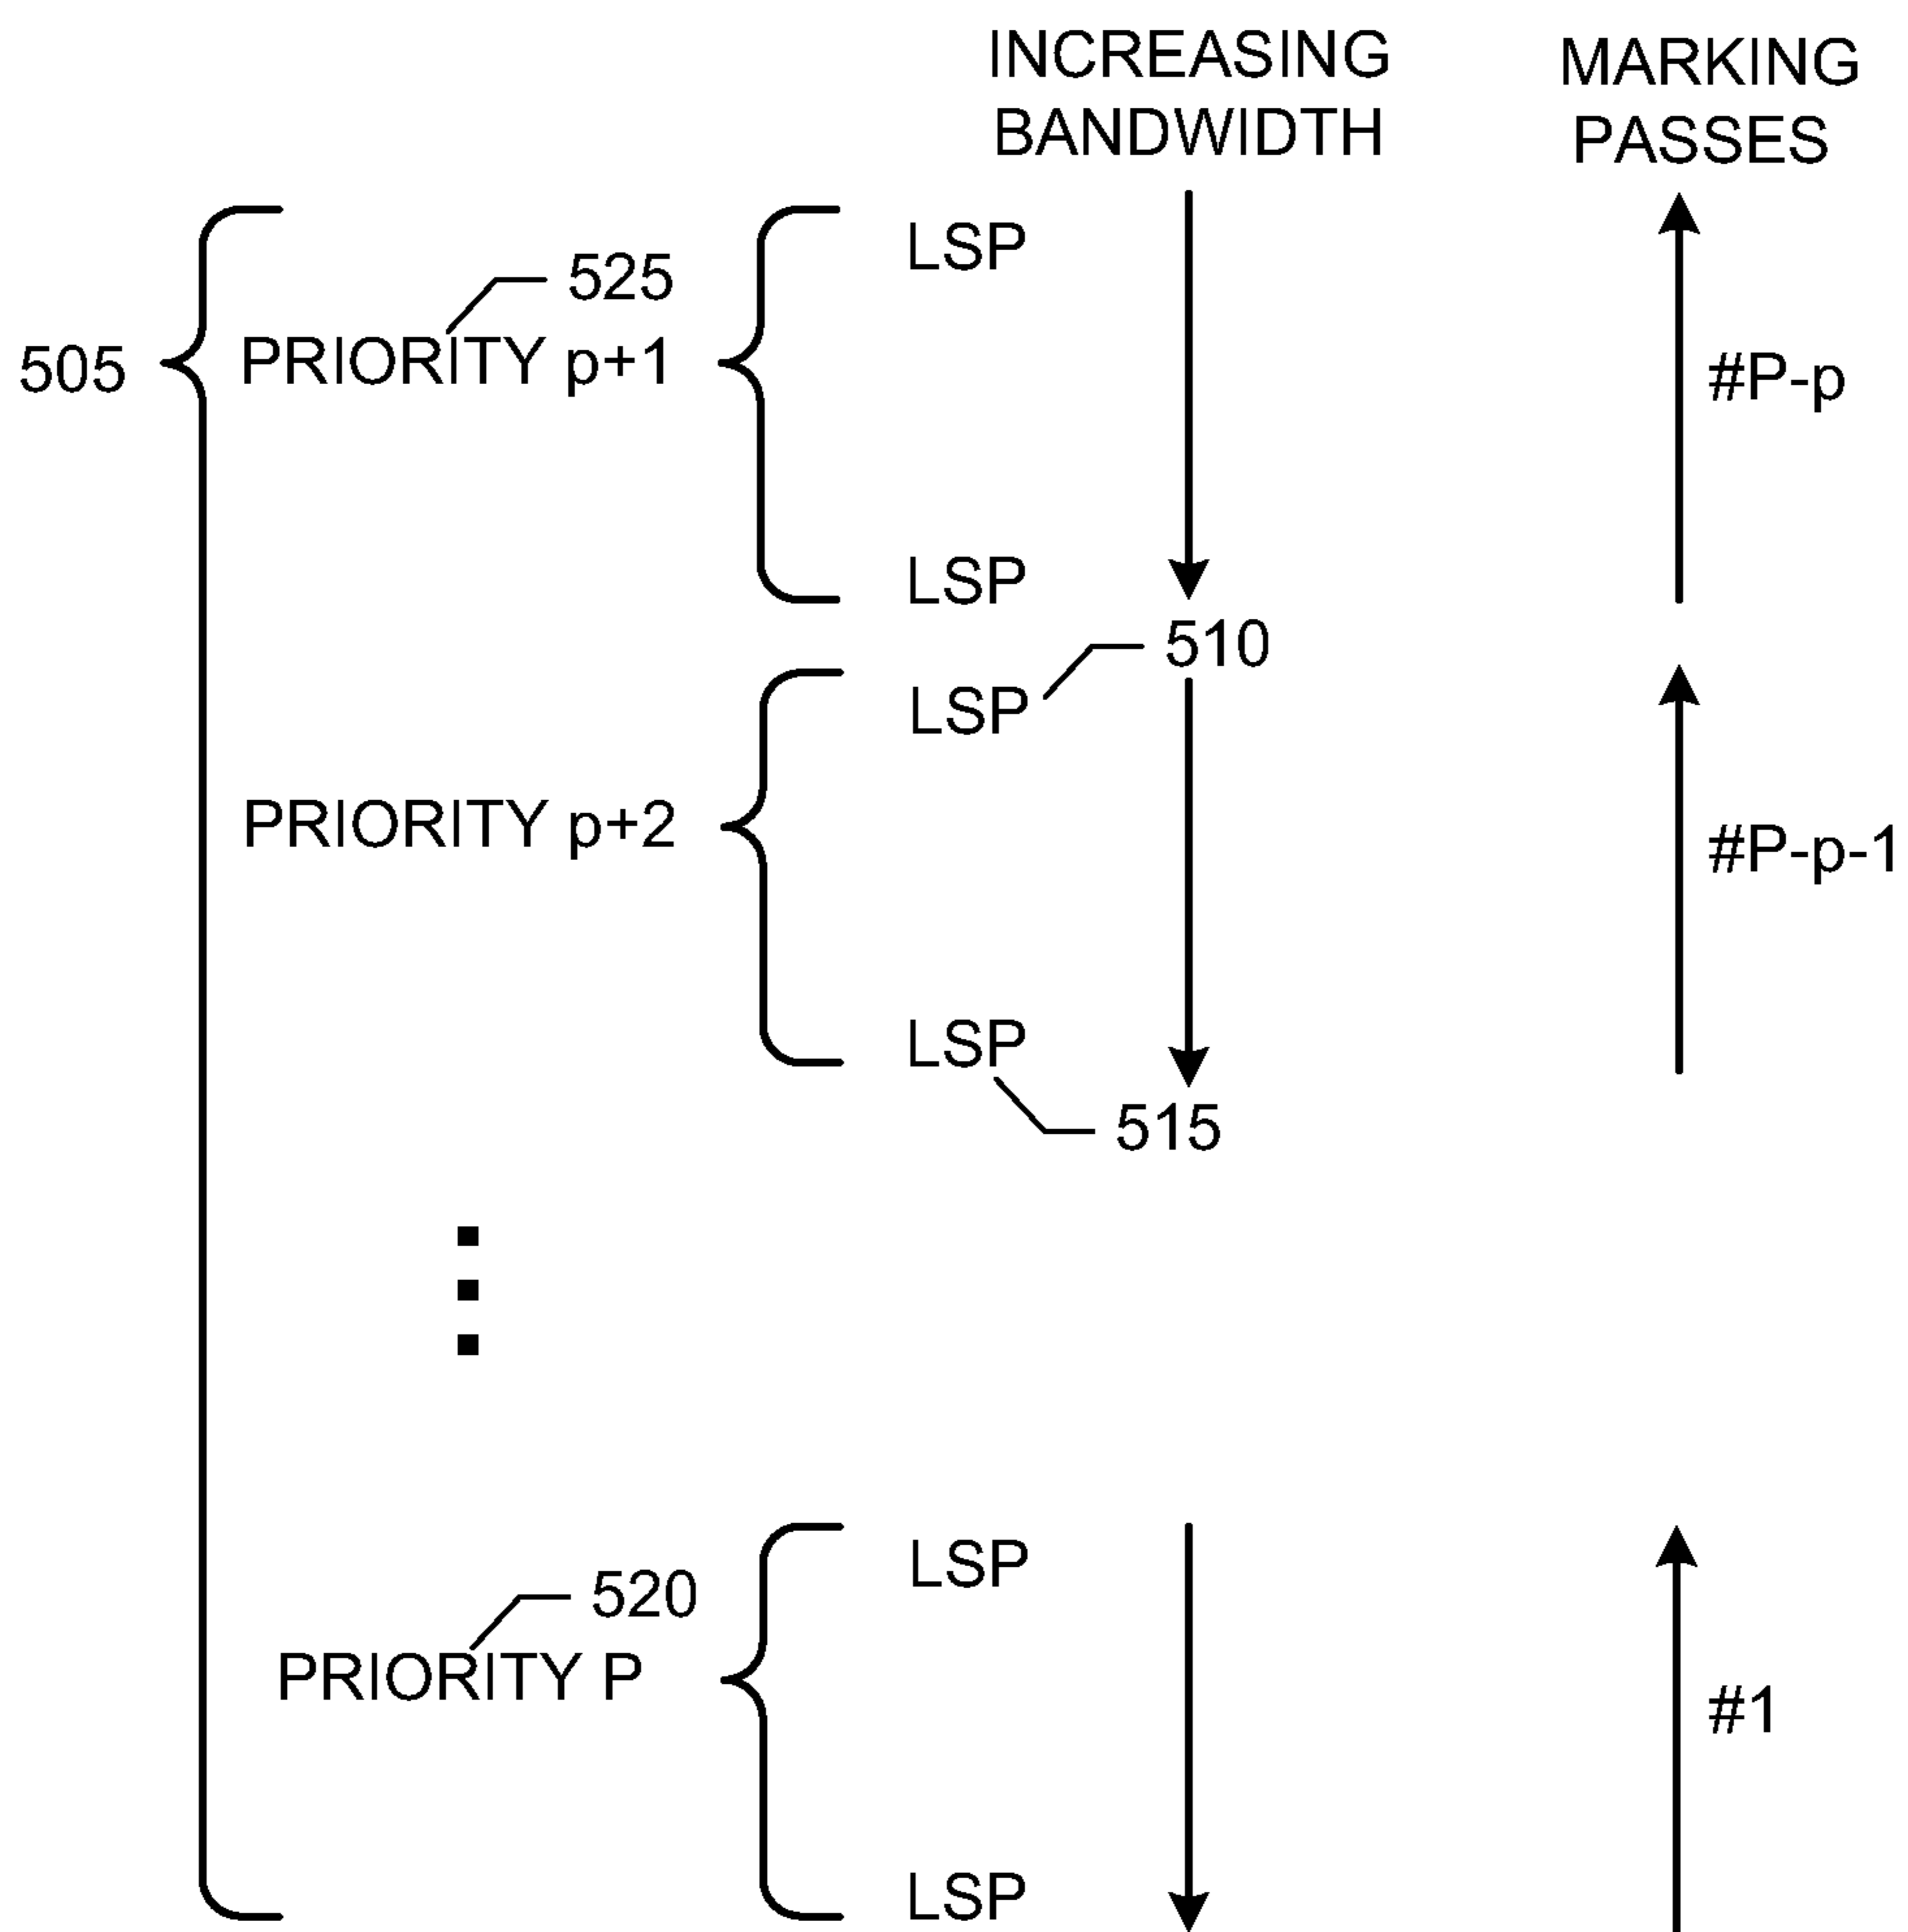 INCREASING
BANDWIDTH
MARKING
PASSES
LSP
525
505
PRIORITY p+1
#P-p
LSP
510
LSP
PRIORITY p+2
#P-p-1
LSP
515
LSP
520
PRIORITY P
#1
LSP